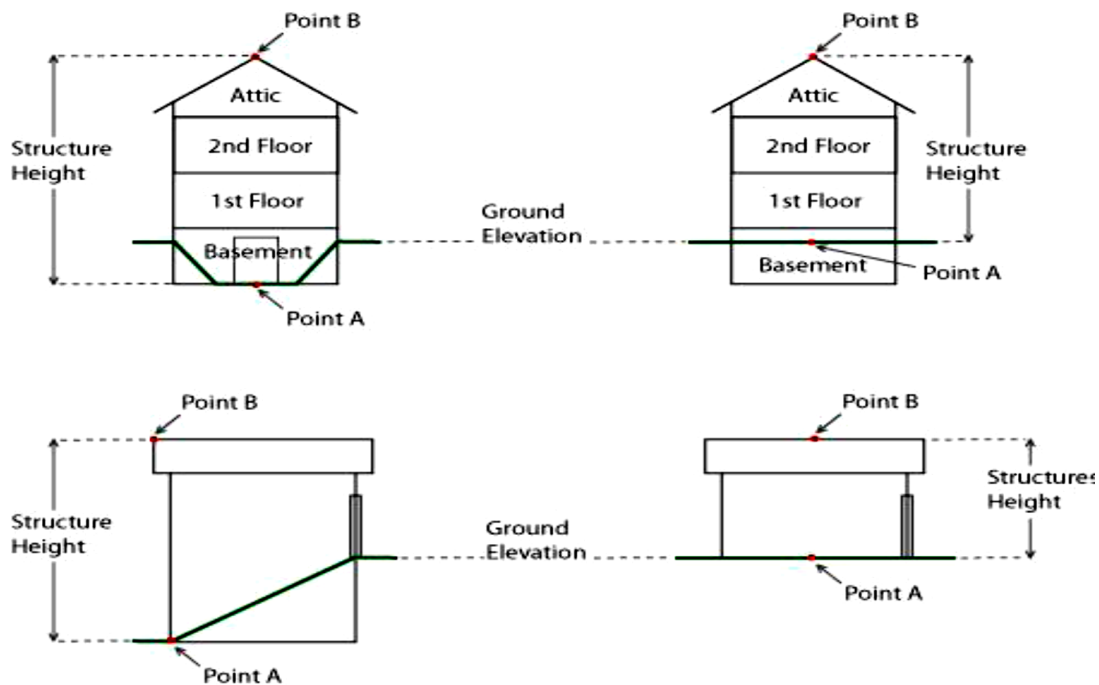 Point B
Attic
2nd Floor
1st Floor
Basement
Structure
Height
Point A
Ground
Elevation
Point B
Attic
2nd Floor
1st Floor
Basement
Structure
Height
Point A
Point B
Structure
Height
Point A
Ground
Elevation
Point B
Structures
Height
Point A